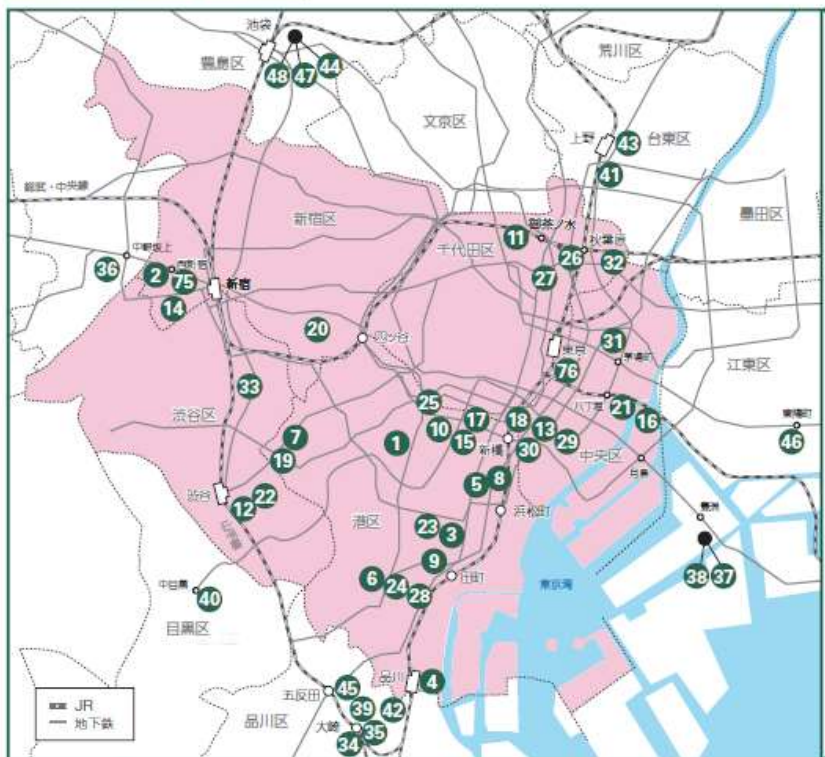 池袋
豊島区
48 47 44
荒川区
文京区
上野
43
台東区
41
総武・中央線
新宿区
御茶ノ水
墨田区
千代田区
11
秋葉原
26
32
中野坂上
36
2
西新宿
75
新宿
27
14
20
四ツ谷
31
茅場町
東京
76
江東区
33
渋谷区
25
八丁堀
21
16
東陽町
46
7
1
10
17
18
13
15
新橋
30
29
中央区
19
月島
5
8
渋谷
12
22
豊洲
港区
浜松町
23
3
山手線
9
38 37
6
24
28
田町
東京湾
中目黒
40
目黒区
品川
4
五反田
45
39
42
JR
地下鉄
品川区
大崎
34
35